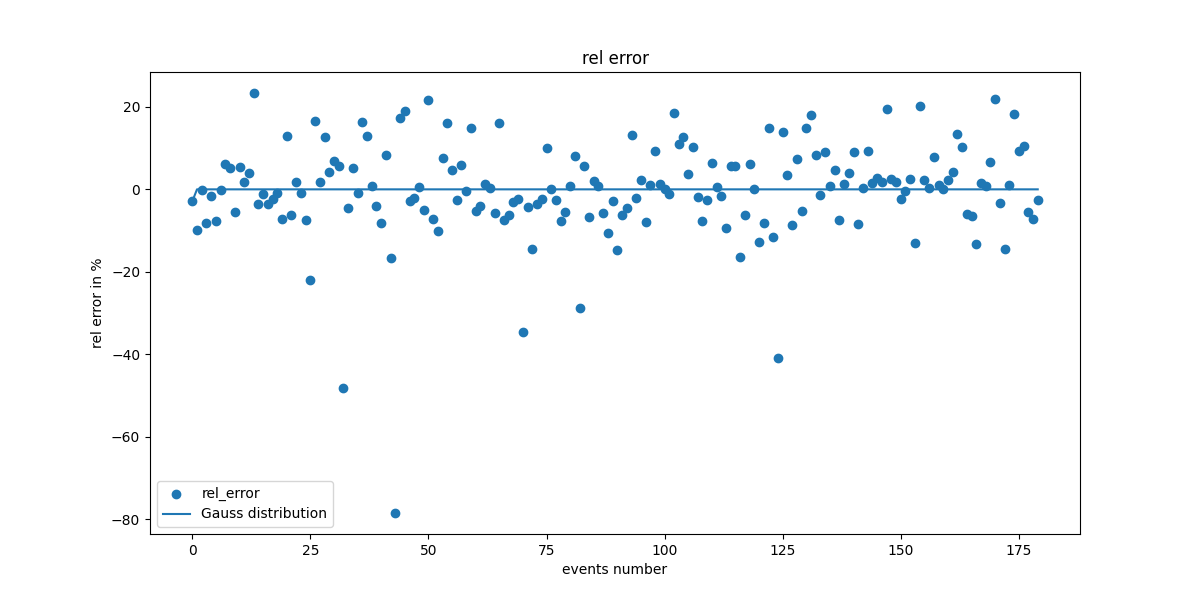 rel error
rel error in %
20
0
−20
−40
−60
−80
rel_error
Gauss distribution
0
25
50
75
100
125
150
175
events number